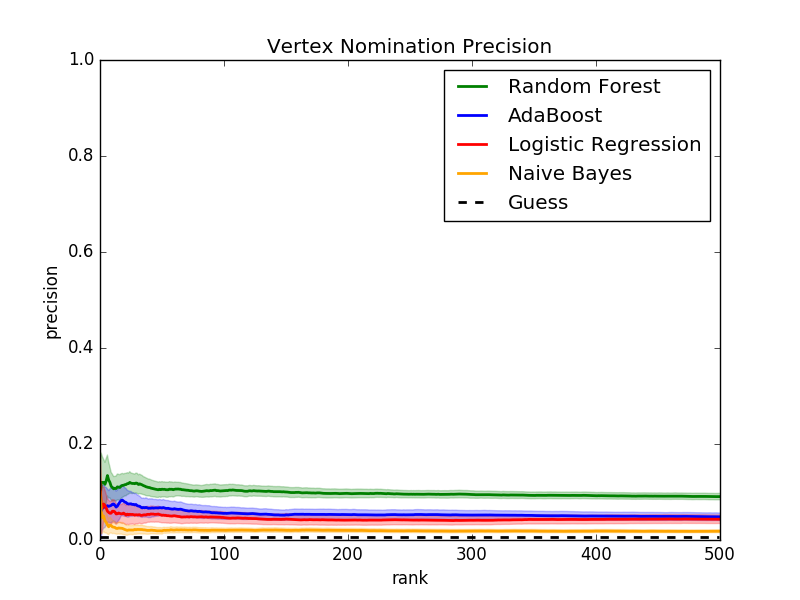 Vertex Nomination Precision
1.0
0.8
0.6
0.4
0.2
0.0
precision
Random Forest
AdaBoost
Logistic Regression
Naive Bayes
Guess
0 100 200 300 400 500
rank